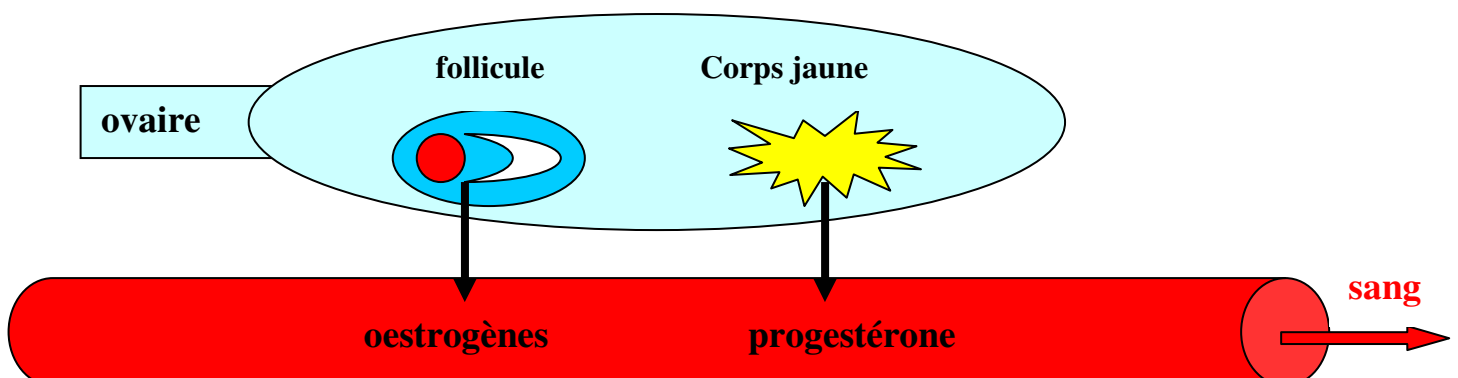 follicule
Corps jaune
ovaire
sang
oestrogènes
progestérone